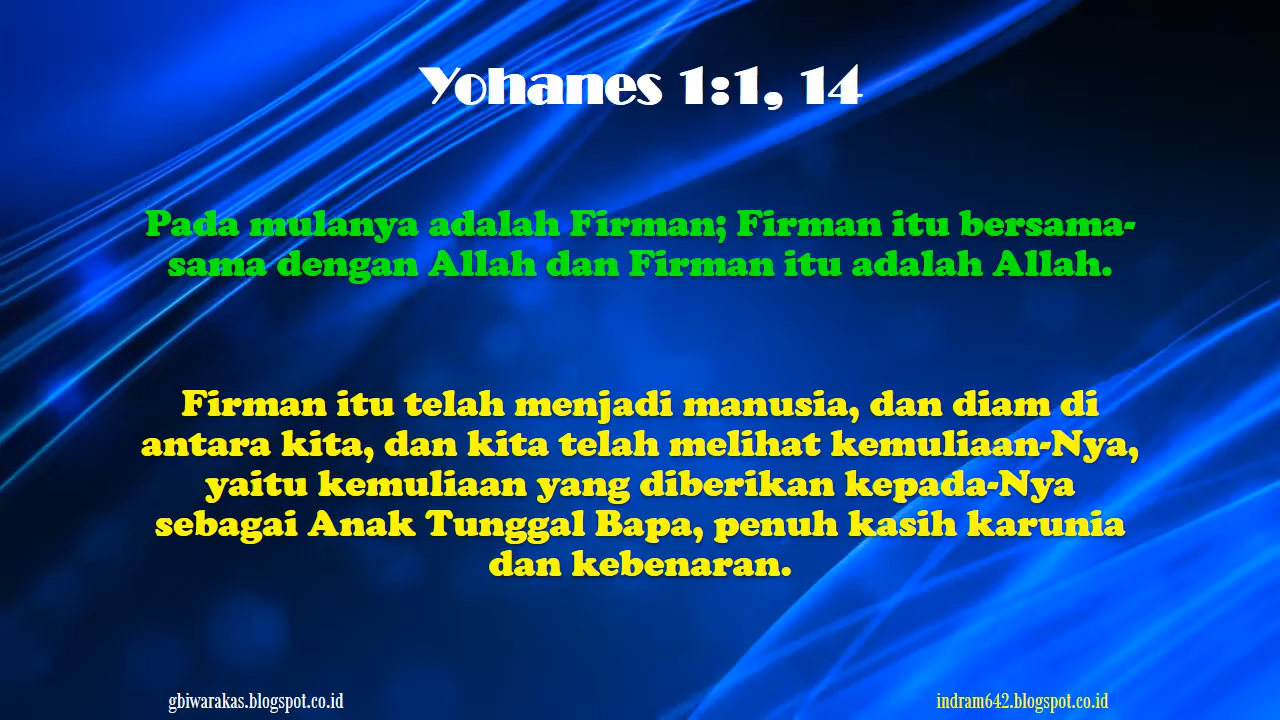 Yohanes 1:1, 14
Pada mulanya adalah Firman; Firman itu bersama-
sama dengan Allah dan Firman itu adalah Allah.
Firman itu telah menjadi manusia, dan diam di
antara kita, dan kita telah melihat kemuliaan-Nya,
yaitu kemuliaan yang diberikan kepada-Nya
sebagai Anak Tunggal Bapa, penuh kasih karunia
dan kebenaran.
gbiwarakas.blogspot.co.id
indram642.blogspot.co.id